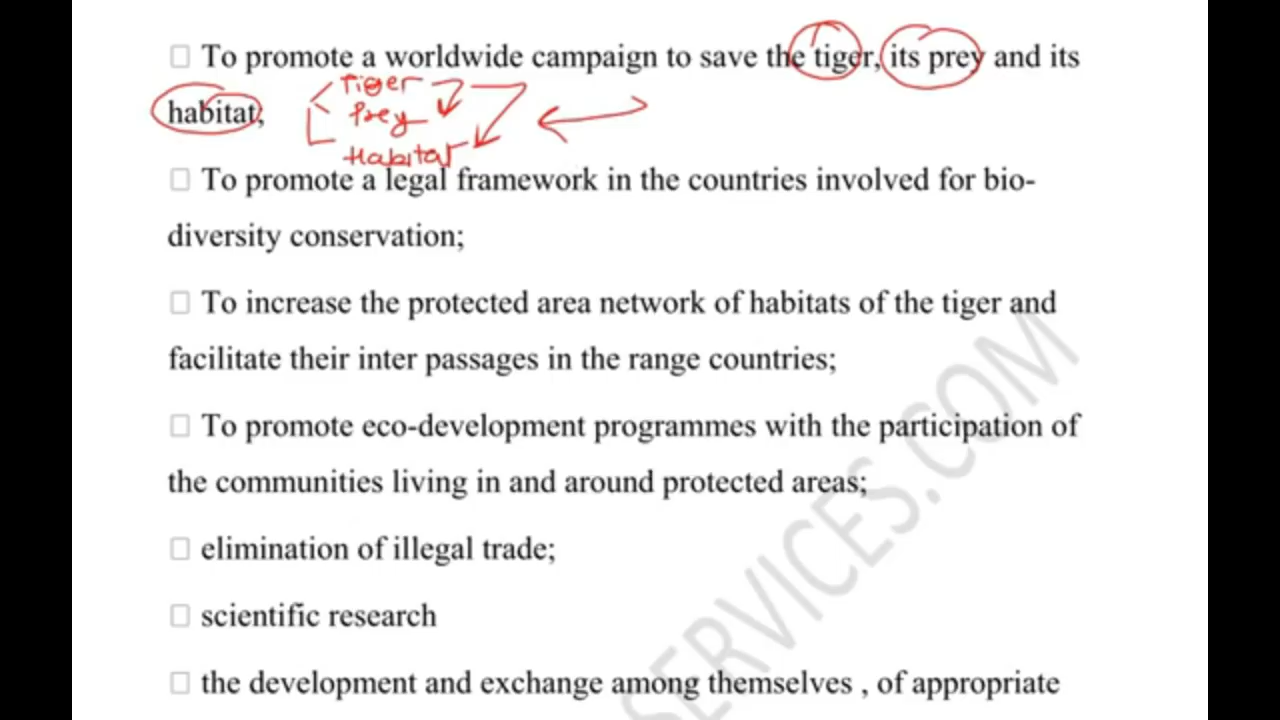 □ To promote a worldwide campaign to save the tiger, its prey and its
habitat;
Tiger
Prey
Habitat
□ To promote a legal framework in the countries involved for bio-
diversity conservation;
□ To increase the protected area network of habitats of the tiger and
facilitate their inter passages in the range countries;
□ To promote eco-development programmes with the participation of
the communities living in and around protected areas;
□ elimination of illegal trade;
□ scientific research
□ the development and exchange among themselves , of appropriate
SERVICES.COM